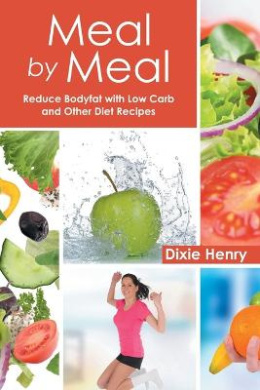 Meal
by Meal
Reduce Bodyfat with Low Carb
and Other Diet Recipes
Dixie Henry